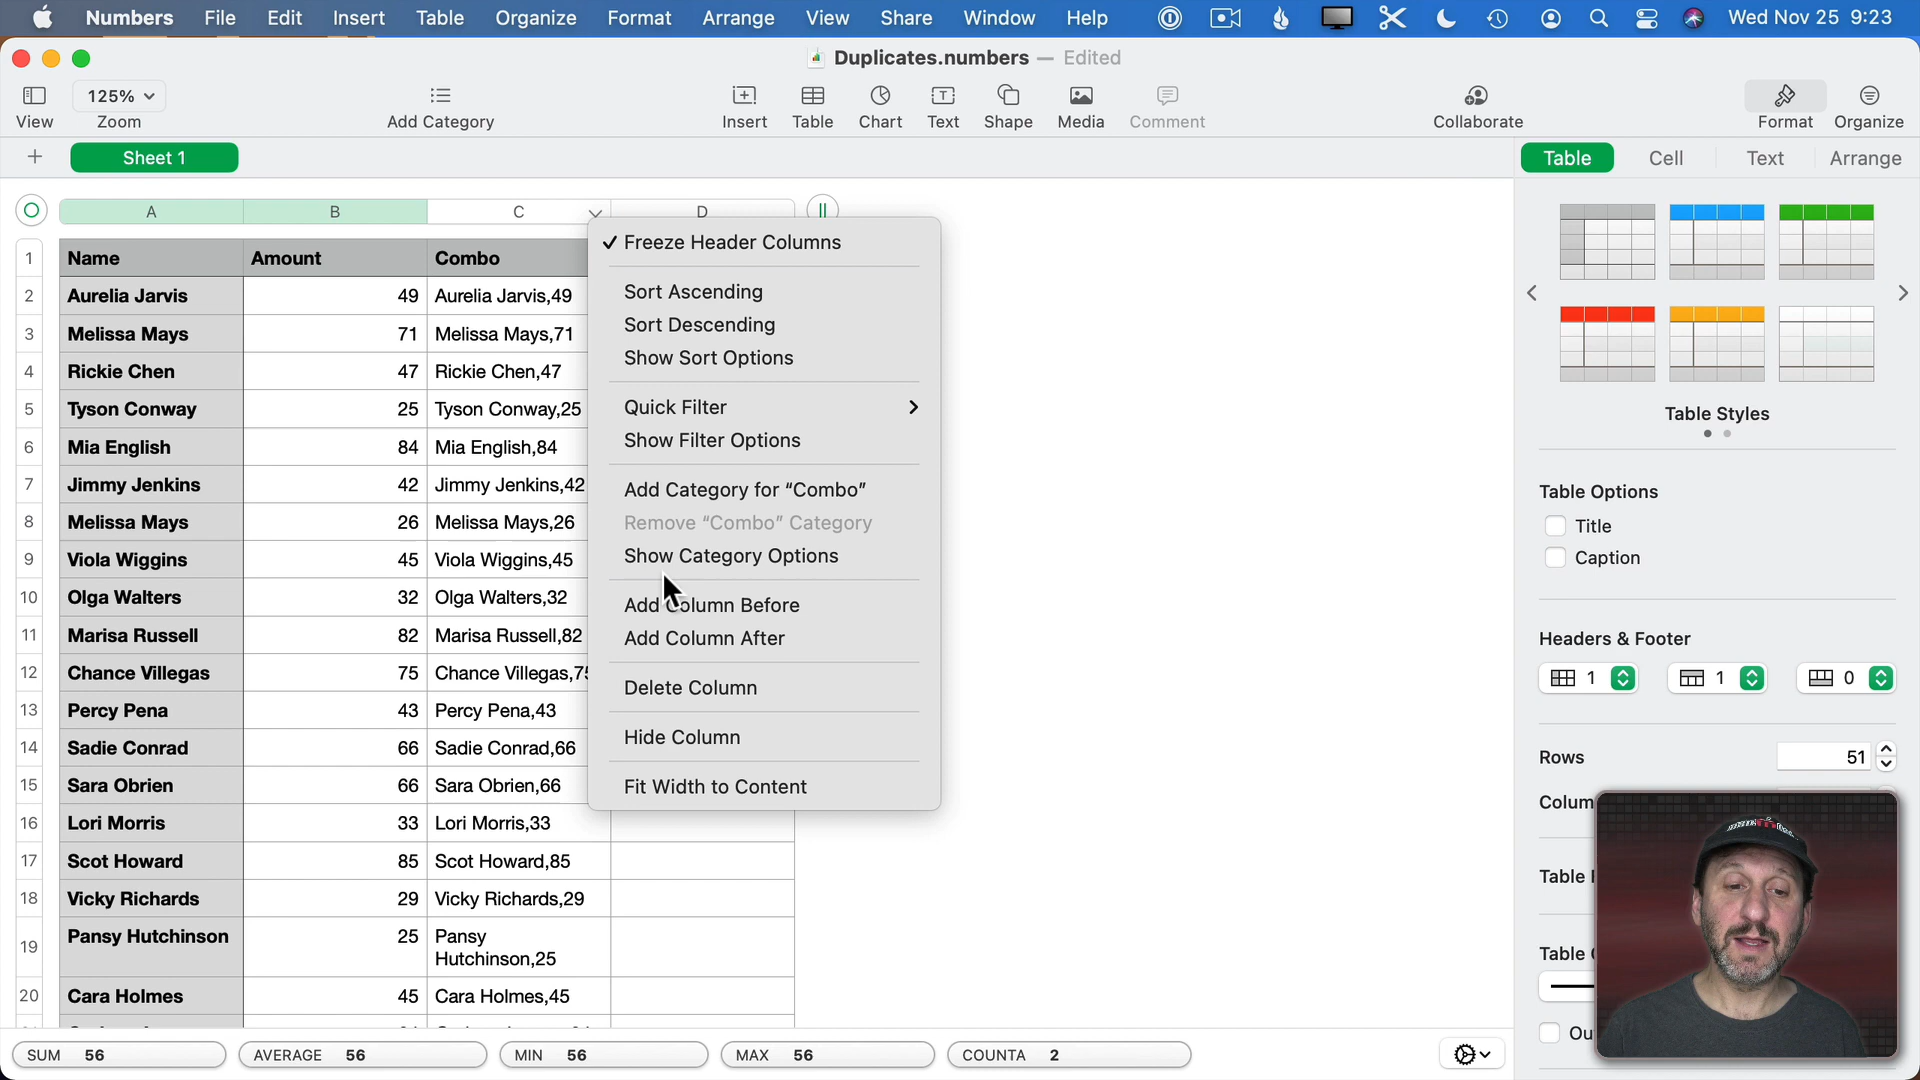 Numbers File Edit Insert Table Organize Format Arrange View Share Window Help Wed Nov 25 9:23
Duplicates.numbers — Edited
125%
View Zoom Add Category Insert Table Chart Text Shape Media Comment Collaborate Format Organize
Sheet 1
Table Cell Text Arrange
A B C D
1 Name Amount Combo
2 Aurelia Jarvis 49 Aurelia Jarvis,49
3 Melissa Mays 71 Melissa Mays,71
4 Rickie Chen 47 Rickie Chen,47
5 Tyson Conway 25 Tyson Conway,25
6 Mia English 84 Mia English,84
7 Jimmy Jenkins 42 Jimmy Jenkins,42
8 Melissa Mays 26 Melissa Mays,26
9 Viola Wiggins 45 Viola Wiggins,45
10 Olga Walters 32 Olga Walters,32
11 Marisa Russell 82 Marisa Russell,82
12 Chance Villegas 75 Chance Villegas,75
13 Percy Pena 43 Percy Pena,43
14 Sadie Conrad 66 Sadie Conrad,66
15 Sara Obrien 66 Sara Obrien,66
16 Lori Morris 33 Lori Morris,33
17 Scot Howard 85 Scot Howard,85
18 Vicky Richards 29 Vicky Richards,29
19 Pansy Hutchinson 25 Pansy
Hutchinson,25
20 Cara Holmes 45 Cara Holmes,45
Freeze Header Columns
Sort Ascending
Sort Descending
Show Sort Options
Quick Filter
Show Filter Options
Add Category for “Combo”
Remove “Combo” Category
Show Category Options
Add Column Before
Add Column After
Delete Column
Hide Column
Fit Width to Content
Table Styles
Table Options
Title
Caption
Headers & Footer
1 1 0
Rows 51
Colum
Table
Table
Ou
SUM 56 AVERAGE 56 MIN 56 MAX 56 COUNTA 2